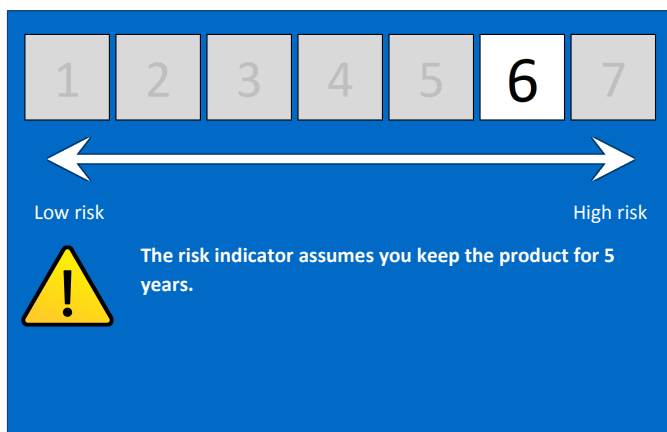 1 2 3 4 5 6 7
Low risk High risk
The risk indicator assumes you keep the product for 5
years.